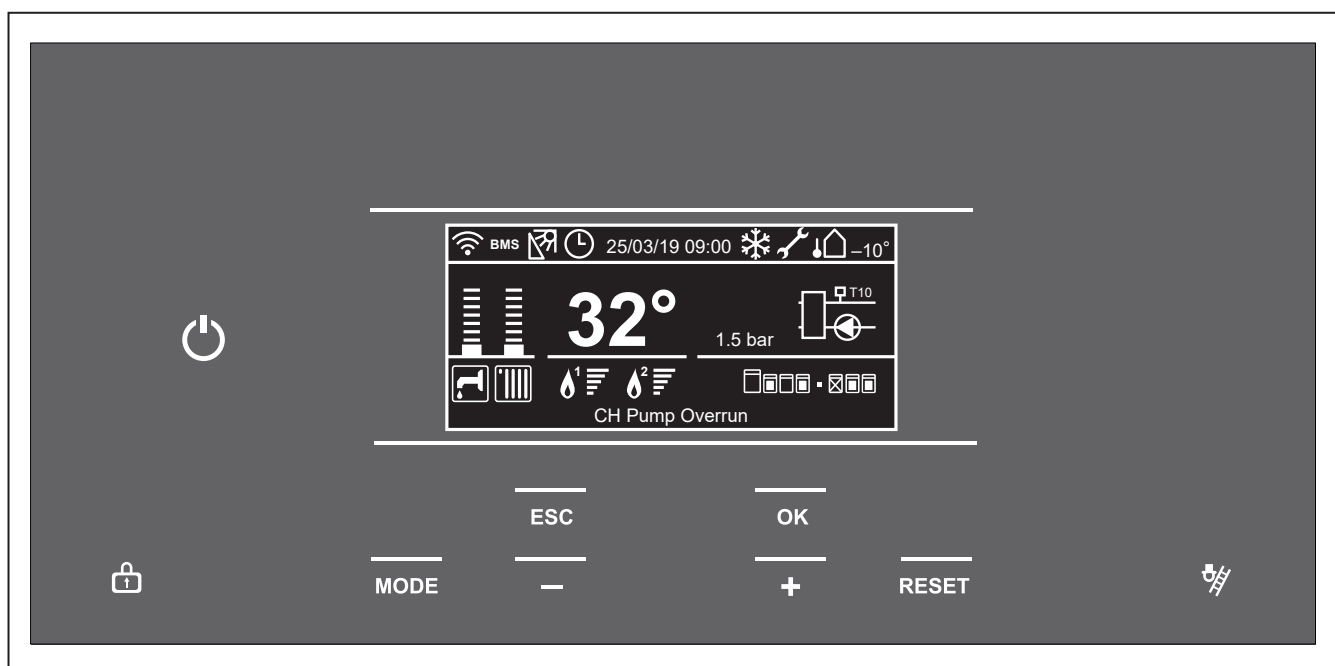 BMS 25/03/19 09:00 –10°
T10
32° 1.5 bar
1 2
CH Pump Overrun
ESC OK
MODE – + RESET